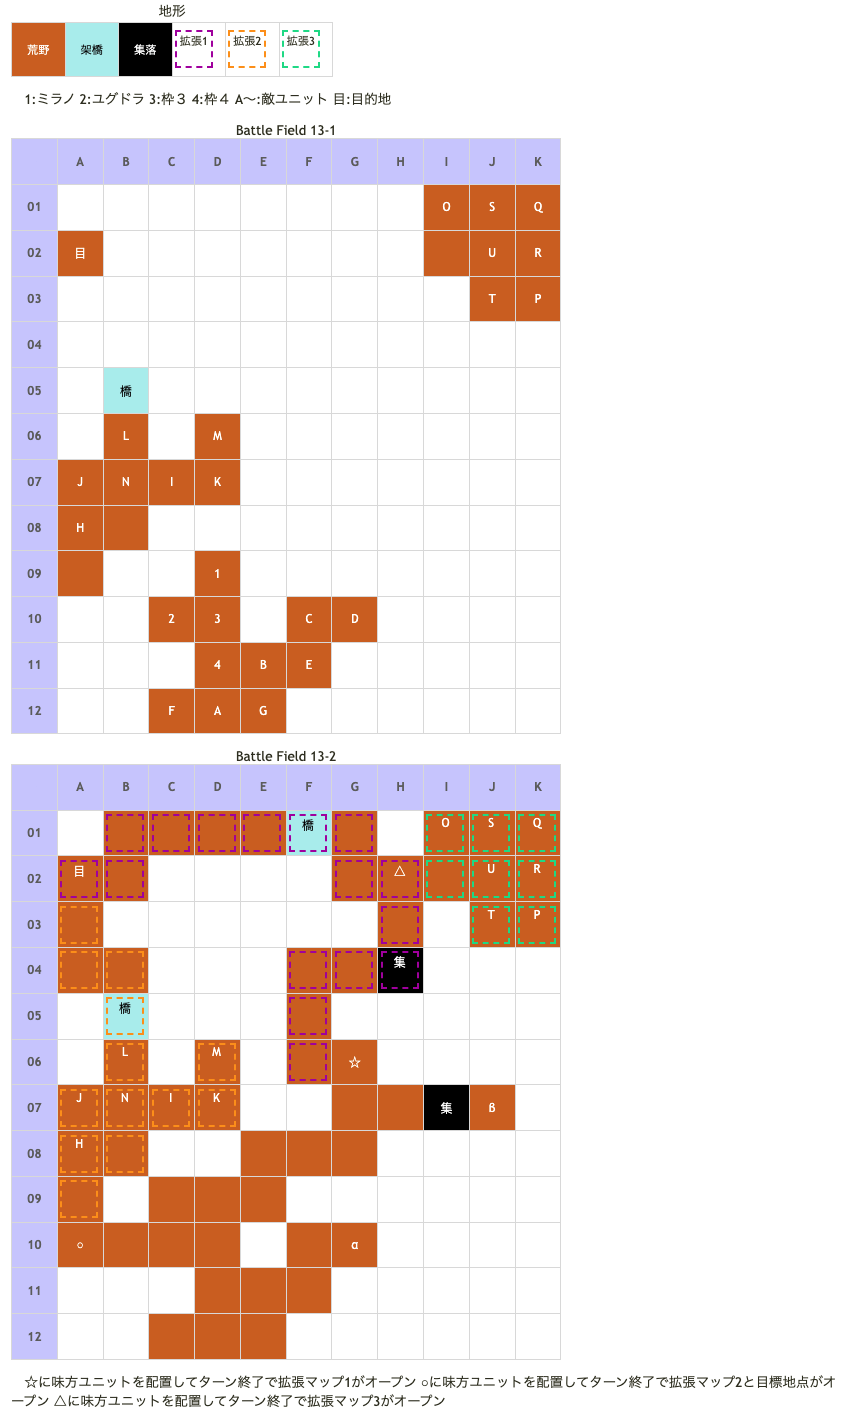 地形
荒野 架橋 集落 拡張1 拡張2 拡張3
1:ミラノ 2:ユグドラ 3:枠３ 4:枠４ A～:敵ユニット 目:目的地
Battle Field 13-1
A B C D E F G H I J K
01 O S Q
02 目 U R
03 T P
04
05 橋
06 L M
07 J N I K
08 H
09 1
10 2 3 C D
11 4 B E
12 F A G
Battle Field 13-2
A B C D E F G H I J K
01 橋 O S Q
02 目 △ U R
03 T P
04 集
05 橋
06 L M ☆
07 J N I K 集 β
08 H
09
10 ○ α
11
12
☆に味方ユニットを配置してターン終了で拡張マップ1がオープン ○に味方ユニットを配置してターン終了で拡張マップ2と目標地点がオ
ープン △に味方ユニットを配置してターン終了で拡張マップ3がオープン